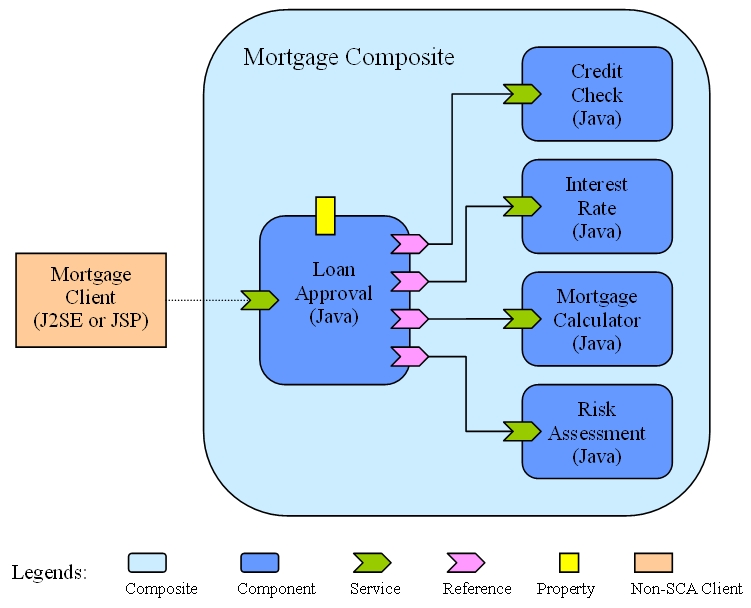 Mortgage Composite
Credit
Check
(Java)
Interest
Rate
(Java)
Mortgage
Client
(J2SE or JSP)
Loan
Approval
(Java)
Mortgage
Calculator
(Java)
Risk
Assessment
(Java)
Legends:
Composite
Component
Service
Reference
Property
Non-SCA Client